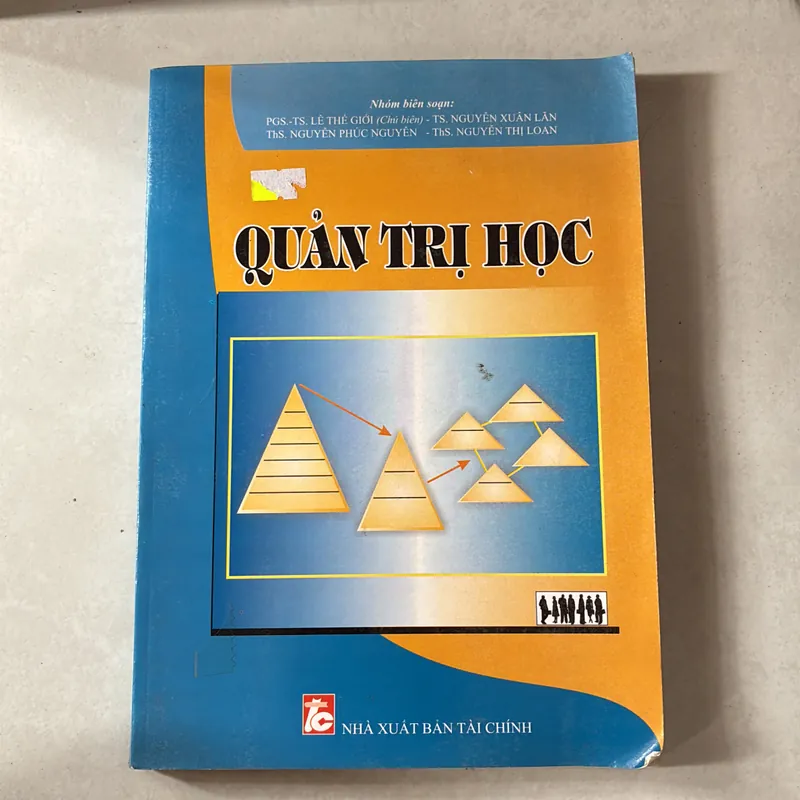 Nhóm biên soạn:
PGS.-TS. LÊ THẾ GIỚI (Chủ biên) - TS. NGUYỄN XUÂN LÃN
ThS. NGUYỄN PHÚC NGUYÊN - ThS. NGUYỄN THỊ LOAN
QUẢN TRỊ HỌC
TC
NHÀ XUẤT BẢN TÀI CHÍNH